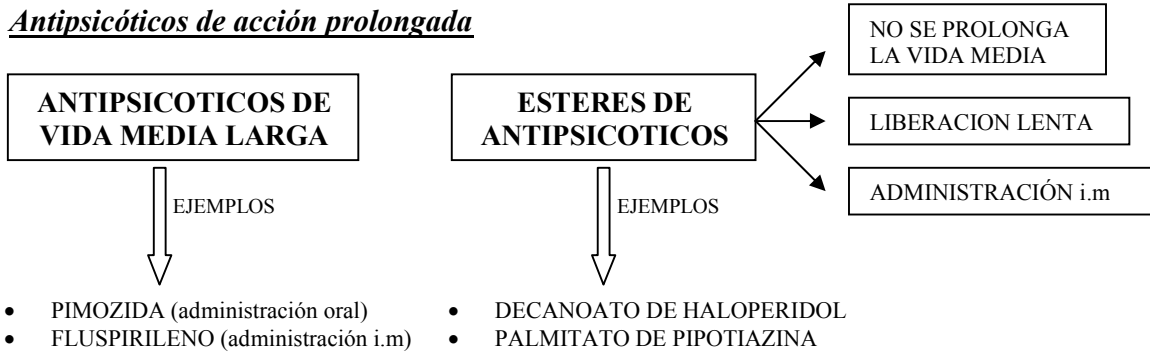 Antipsicóticos de acción prolongada
ANTIPSICOTICOS DE
VIDA MEDIA LARGA
EJEMPLOS
• PIMOZIDA (administración oral)
• FLUSPIRILENO (administración i.m)
ESTERES DE
ANTIPSICOTICOS
NO SE PROLONGA
LA VIDA MEDIA
LIBERACION LENTA
ADMINISTRACIÓN i.m
EJEMPLOS
• DECANOATO DE HALOPERIDOL
• PALMITATO DE PIPOTIAZINA